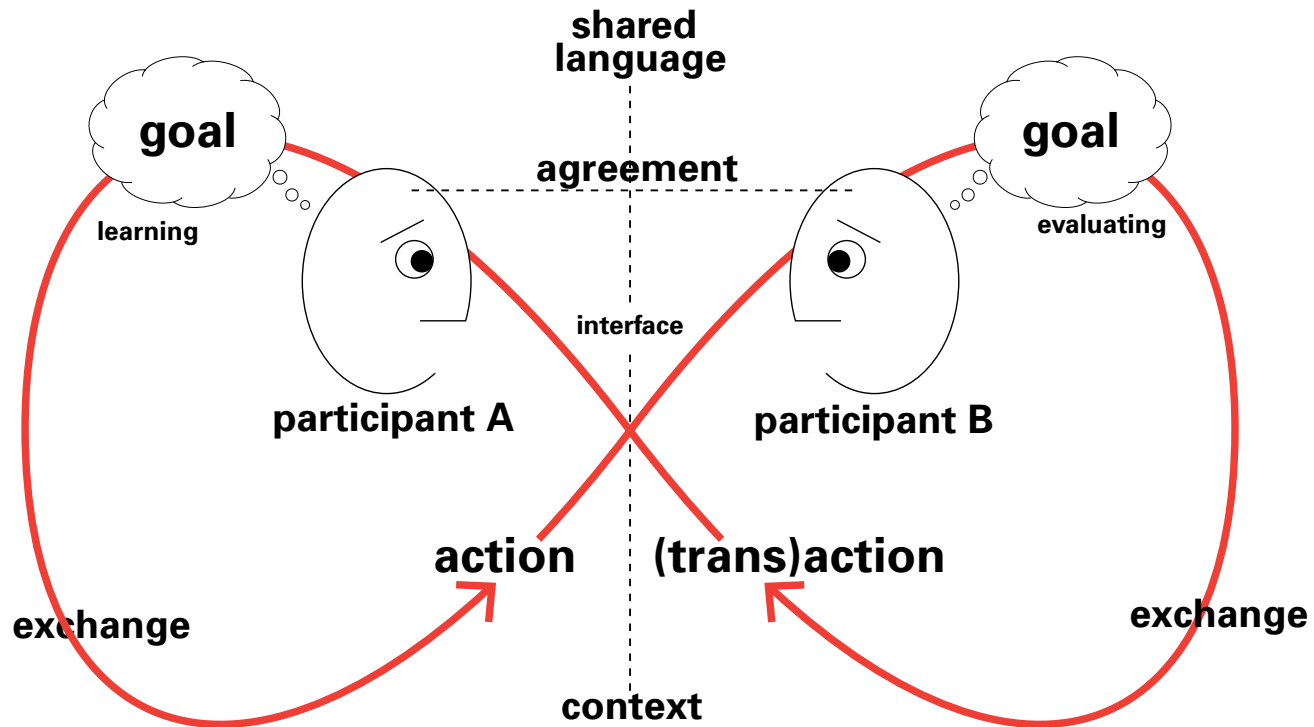 shared
language
goal
goal
agreement
learning
evaluating
interface
participant A
participant B
action
(trans)action
exchange
exchange
context